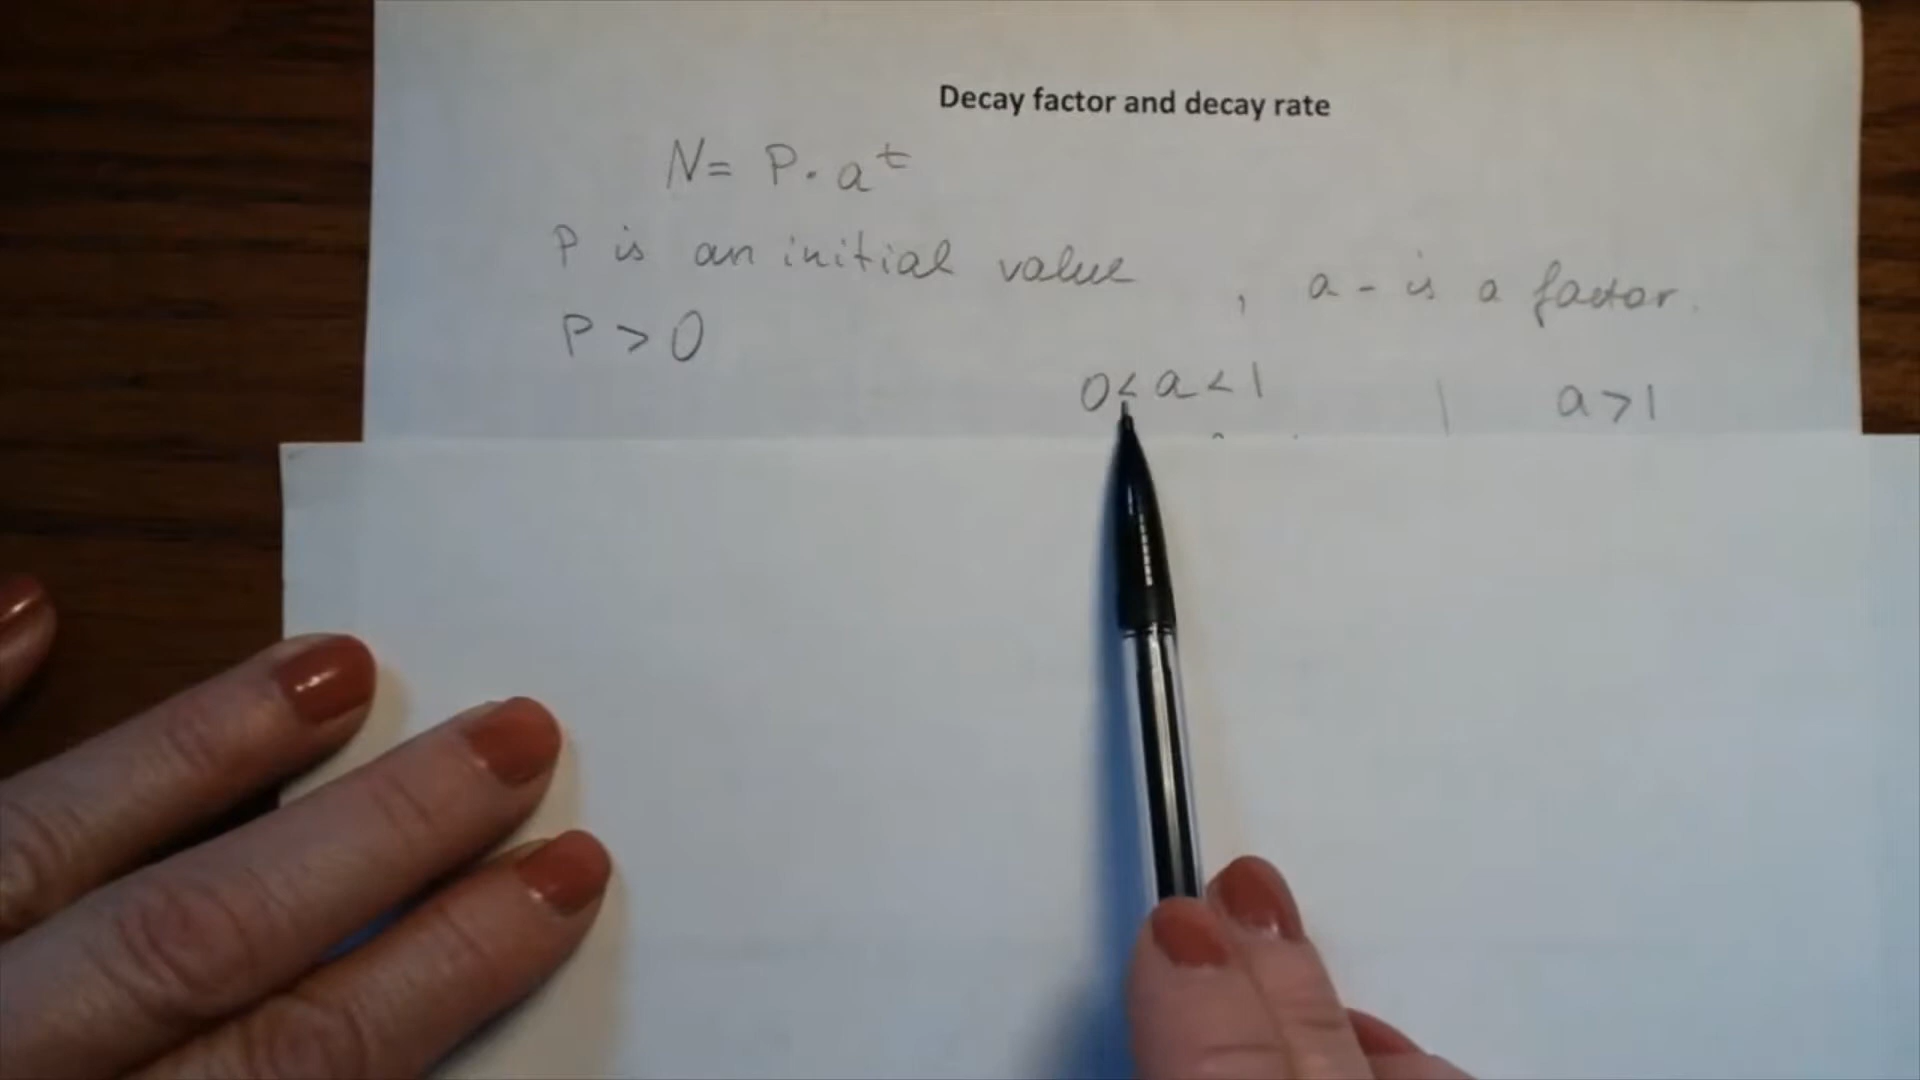 Decay factor and decay rate
N = P · a^t
P is an initial value , a - is a factor.
P > 0
0 < a < 1 | a > 1